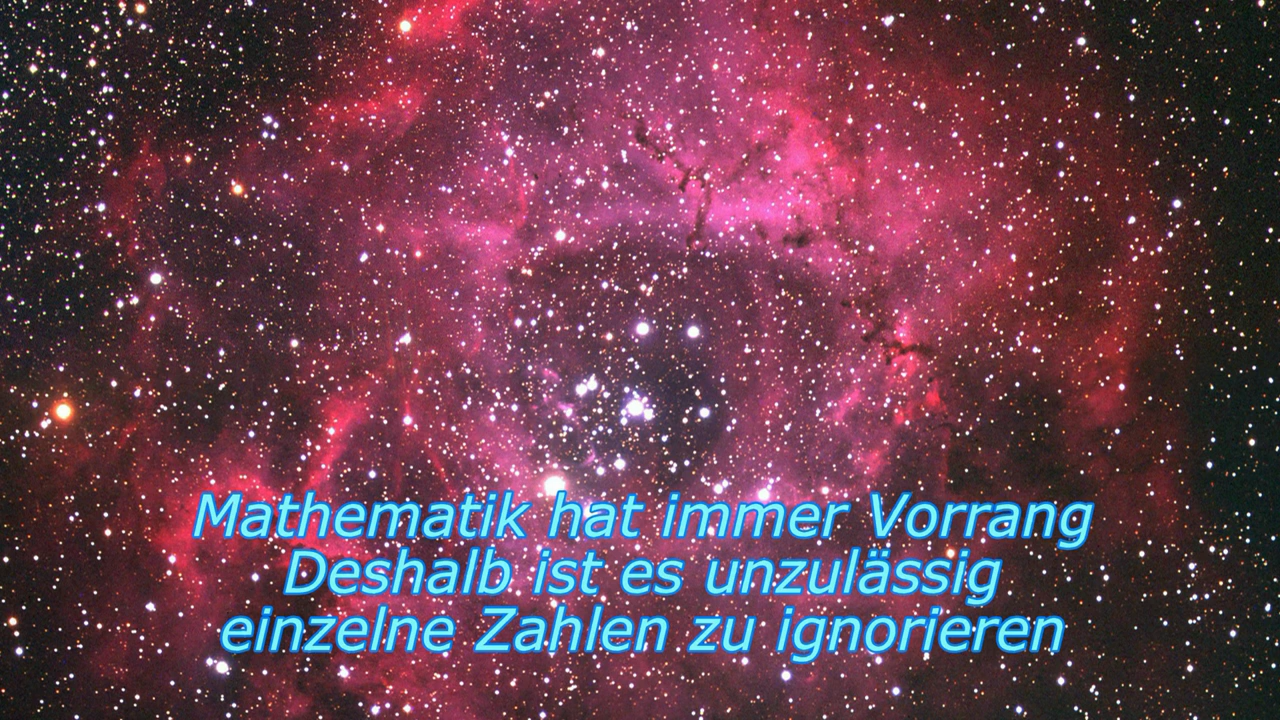 Mathematik hat immer Vorrang
Deshalb ist es unzulässig
einzelne Zahlen zu ignorieren